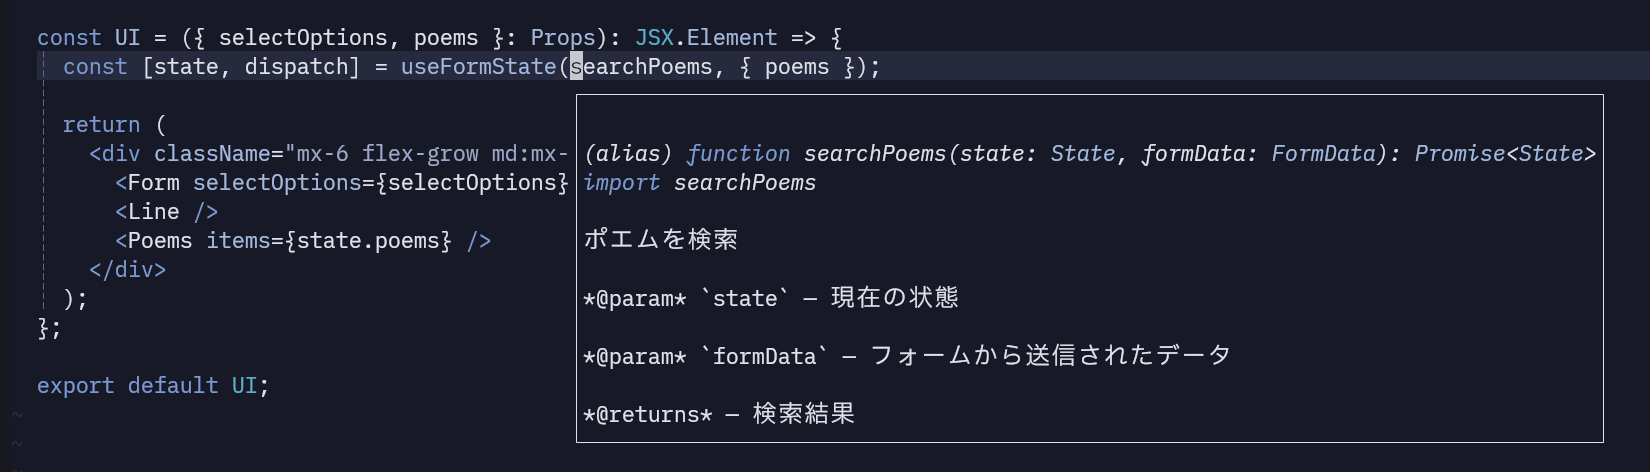 const UI = ({ selectOptions, poems }: Props): JSX.Element => {
const [state, dispatch] = useFormState(searchPoems, { poems });
return (
<div className="mx-6 flex-grow md:mx-
<Form selectOptions={selectOptions}
<Line />
<Poems items={state.poems} />
</div>
);
};
export default UI;
~
~
(alias) function searchPoems(state: State, formData: FormData): Promise<State>
import searchPoems
ポエムを検索
*@param* `state` — 現在の状態
*@param* `formData` — フォームから送信されたデータ
*@returns* — 検索結果